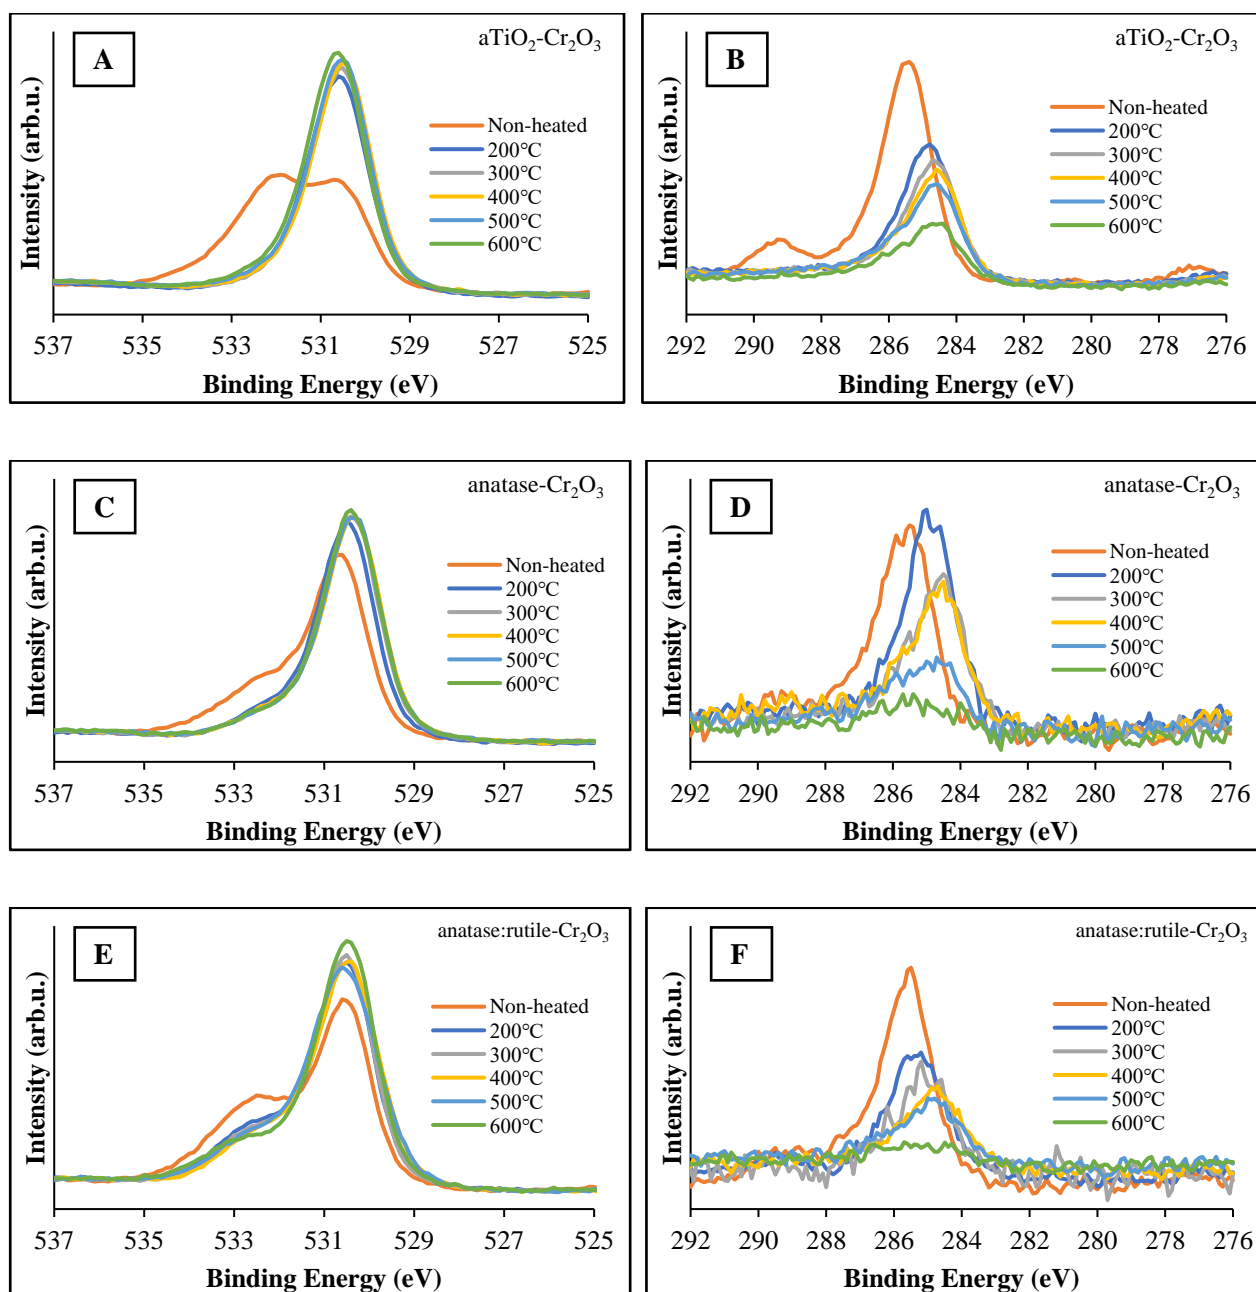 A
aTiO₂-Cr₂O₃
Intensity (arb.u.)
Non-heated
200°C
300°C
400°C
500°C
600°C
537 535 533 531 529 527 525
Binding Energy (eV)
B
aTiO₂-Cr₂O₃
Intensity (arb.u.)
Non-heated
200°C
300°C
400°C
500°C
600°C
292 290 288 286 284 282 280 278 276
Binding Energy (eV)
C
anatase-Cr₂O₃
Intensity (arb.u.)
Non-heated
200°C
300°C
400°C
500°C
600°C
537 535 533 531 529 527 525
Binding Energy (eV)
D
anatase-Cr₂O₃
Intensity (arb.u.)
Non-heated
200°C
300°C
400°C
500°C
600°C
292 290 288 286 284 282 280 278 276
Binding Energy (eV)
E
anatase:rutile-Cr₂O₃
Intensity (arb.u.)
Non-heated
200°C
300°C
400°C
500°C
600°C
537 535 533 531 529 527 525
Binding Energy (eV)
F
anatase:rutile-Cr₂O₃
Intensity (arb.u.)
Non-heated
200°C
300°C
400°C
500°C
600°C
292 290 288 286 284 282 280 278 276
Binding Energy (eV)